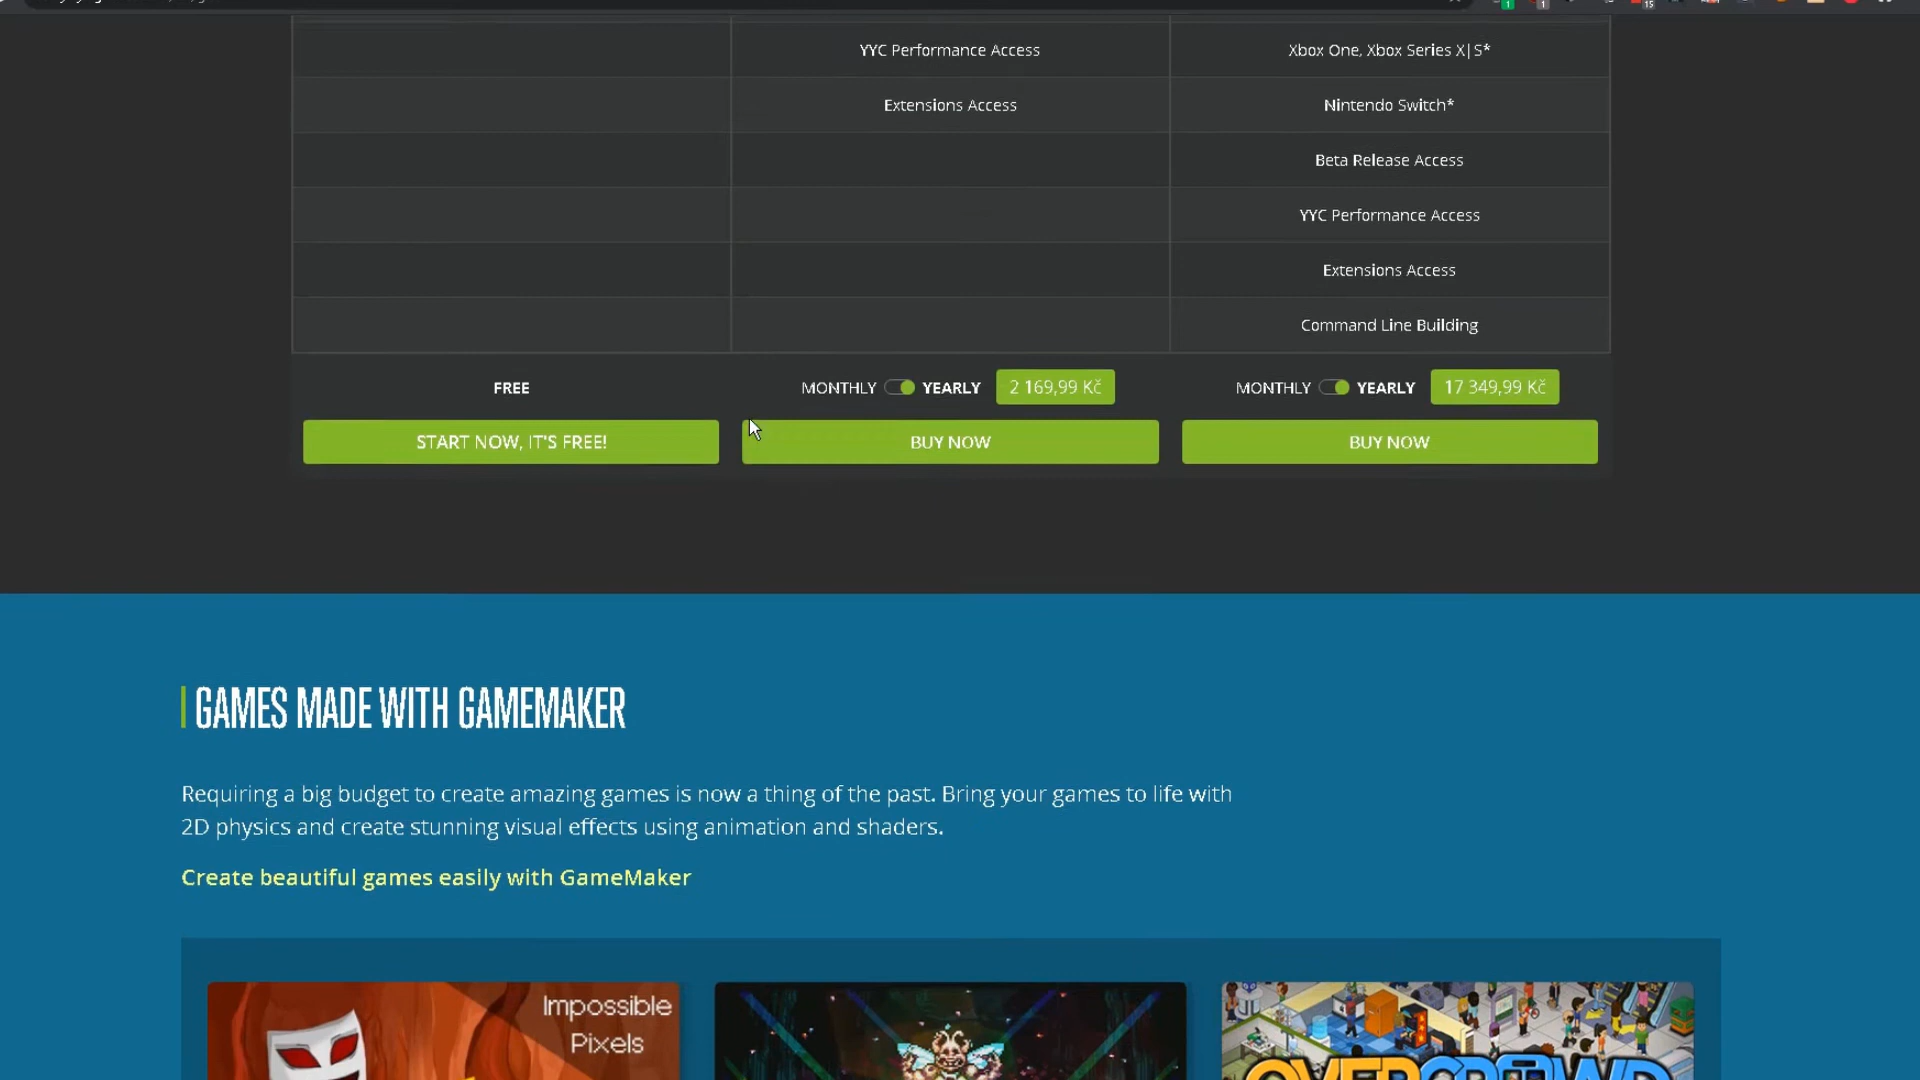 YYC Performance Access
Xbox One, Xbox Series X|S*
Extensions Access
Nintendo Switch*
Beta Release Access
YYC Performance Access
Extensions Access
Command Line Building
FREE
MONTHLY YEARLY 2 169,99 Kč
MONTHLY YEARLY 17 349,99 Kč
START NOW, IT'S FREE!
BUY NOW
BUY NOW
GAMES MADE WITH GAMEMAKER
Requiring a big budget to create amazing games is now a thing of the past. Bring your games to life with
2D physics and create stunning visual effects using animation and shaders.
Create beautiful games easily with GameMaker
Impossible
Pixels
OVERCROWD